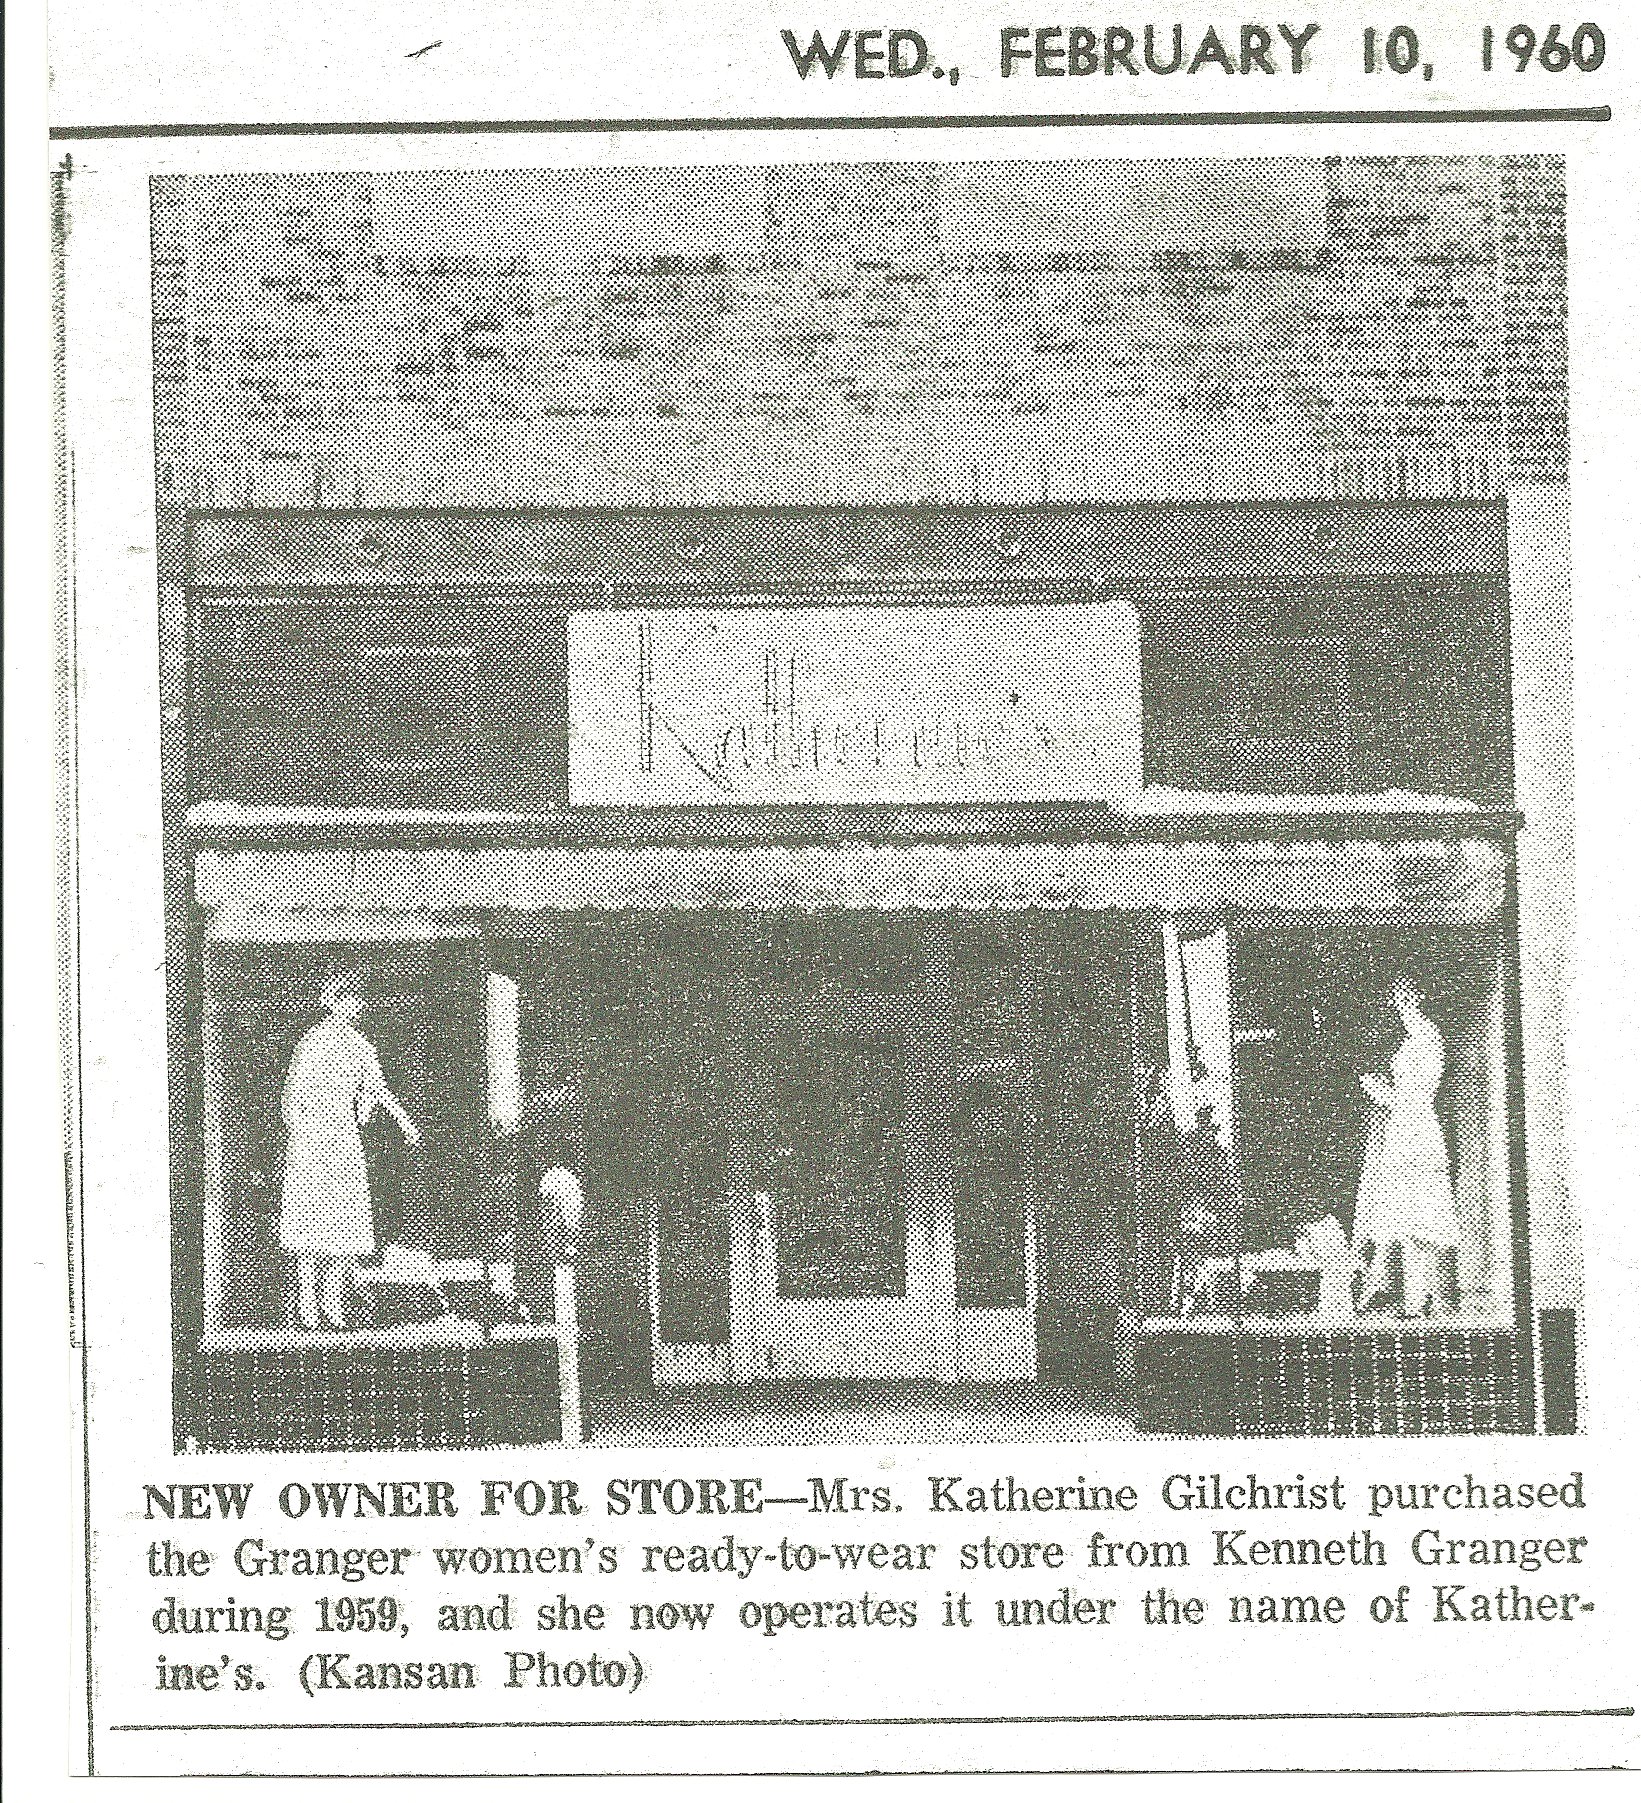 WED., FEBRUARY 10, 1960
Katherine's
NEW OWNER FOR STORE—Mrs. Katherine Gilchrist purchased
the Granger women's ready-to-wear store from Kenneth Granger
during 1959, and she now operates it under the name of Kather-
ine's. (Kansan Photo)